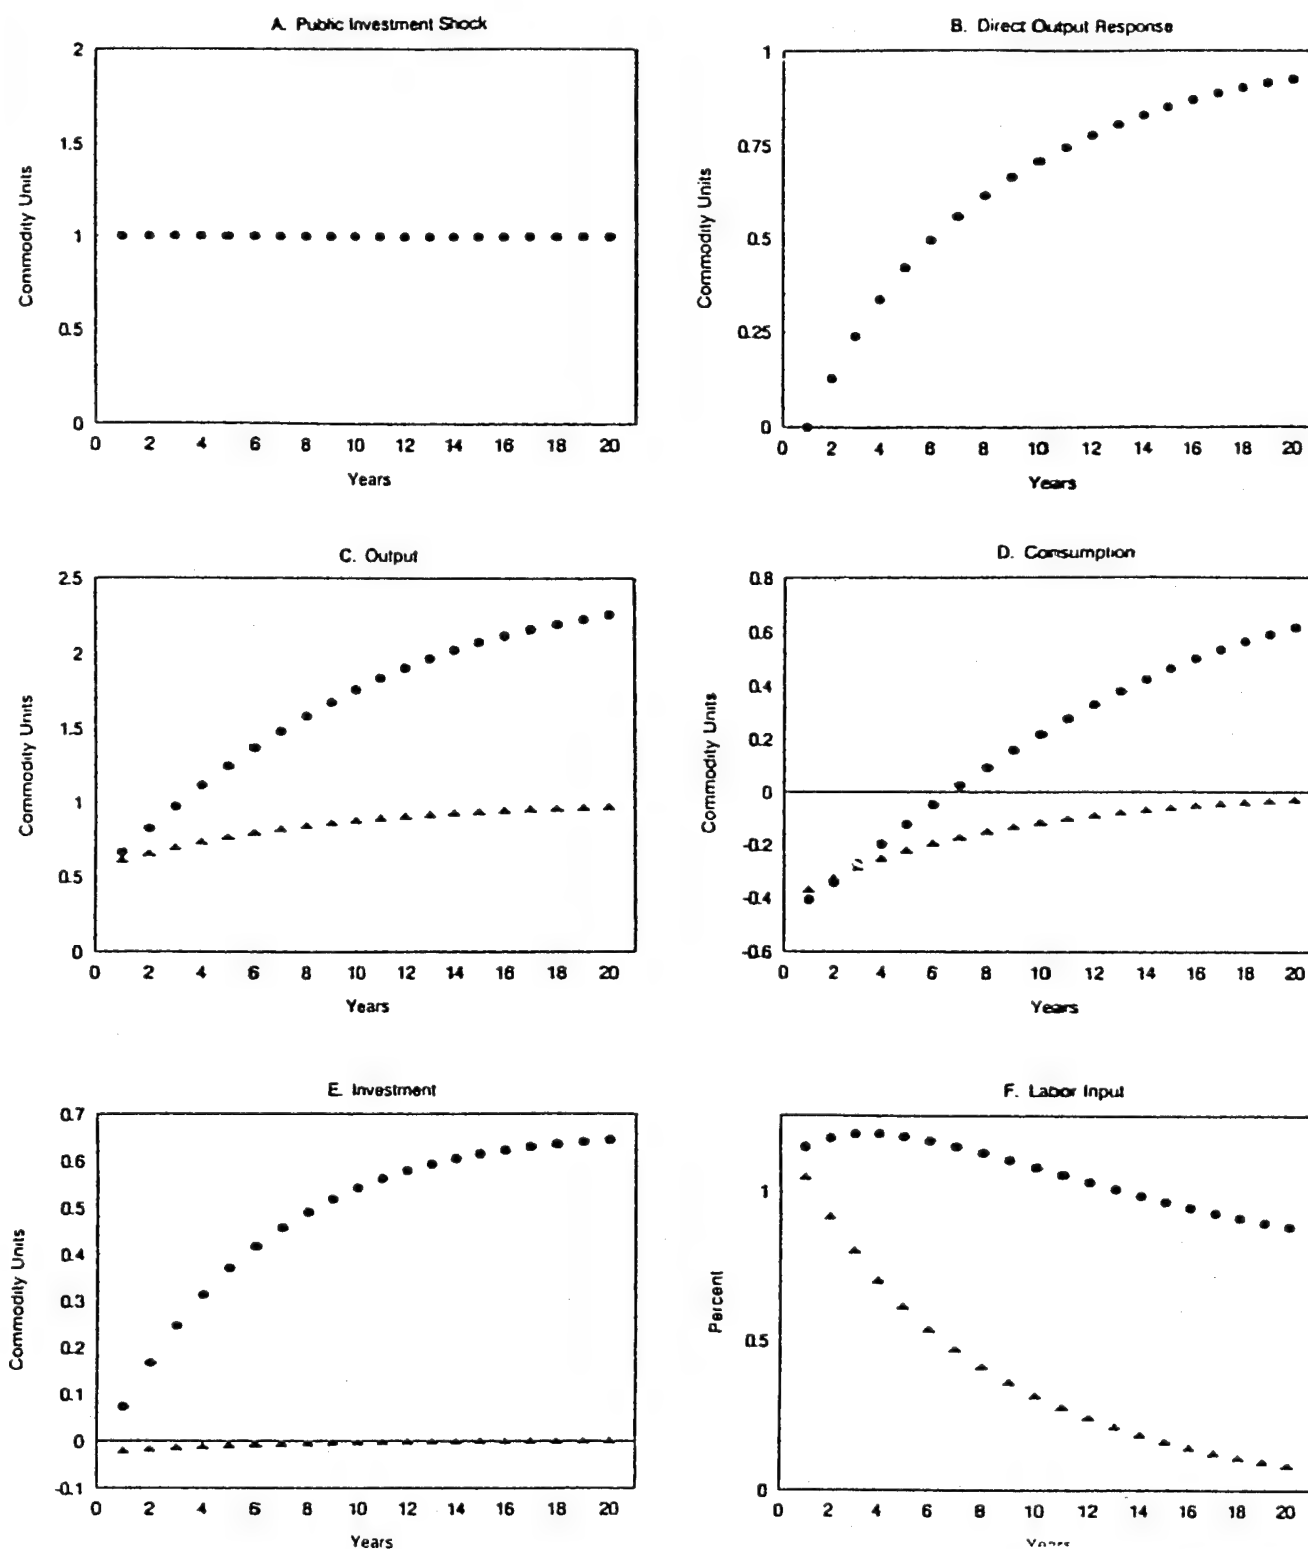 A. Public Investment Shock
2
1.5
1
0.5
0
0 2 4 6 8 10 12 14 16 18 20
Commodity Units
Years
B. Direct Output Response
1
0.75
0.5
0.25
0
0 2 4 6 8 10 12 14 16 18 20
Commodity Units
Years
C. Output
2.5
2
1.5
1
0.5
0
0 2 4 6 8 10 12 14 16 18 20
Commodity Units
Years
D. Consumption
0.8
0.6
0.4
0.2
0
-0.2
-0.4
-0.6
0 2 4 6 8 10 12 14 16 18 20
Commodity Units
Years
E. Investment
0.7
0.6
0.5
0.4
0.3
0.2
0.1
0
-0.1
0 2 4 6 8 10 12 14 16 18 20
Commodity Units
Years
F. Labor Input
1
0.5
0
0 2 4 6 8 10 12 14 16 18 20
Percent
Years